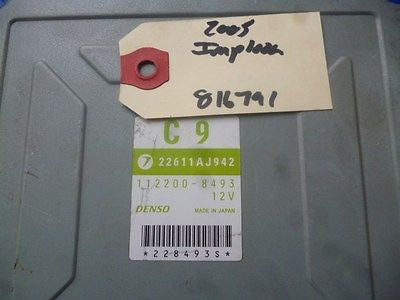 2005
Impreza
816791
C 9
22611AJ942
112200-8493
12V
DENSO MADE IN JAPAN
*228493S*